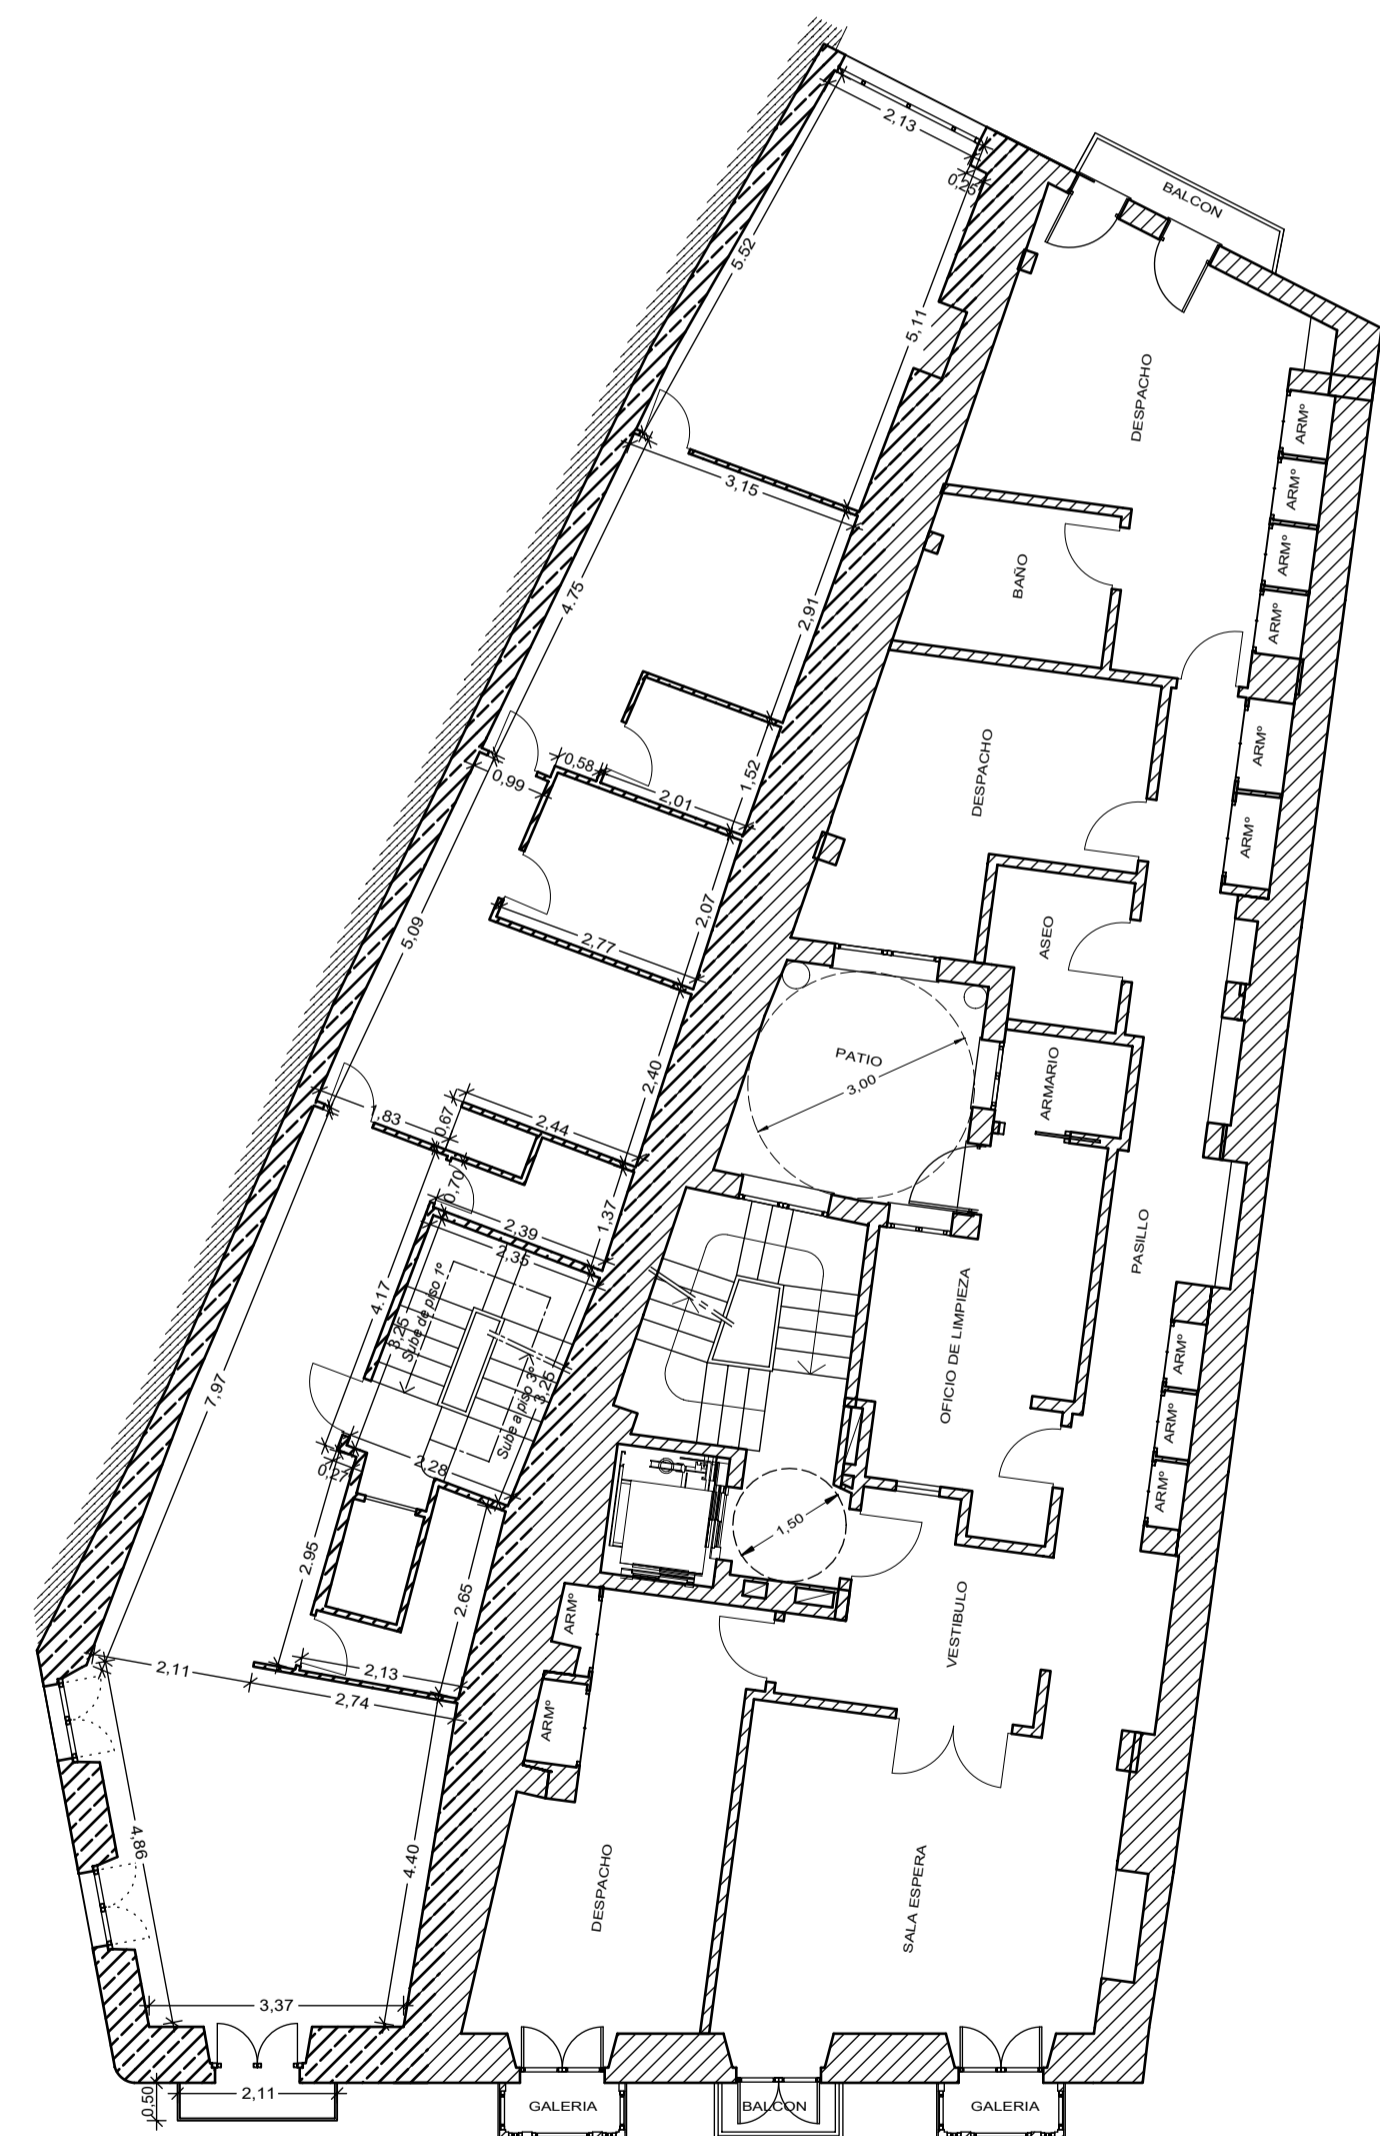 2,13
0,25
BALCON
5.52
5,11
DESPACHO
ARMº
ARMº
ARMº
ARMº
3,15
BAÑO
4.75
2,91
DESPACHO
ARMº
ARMº
0,99
0,58
2,01
1,52
5,09
2,77
2,07
ASEO
PATIO
3,00
ARMARIO
2,40
1,83
0,67
2,44
0,70
2,39
1,37
2,35
PASILLO
4.17
3,25
Sube de piso 1º
Sube a piso 3º
3,25
OFICIO DE LIMPIEZA
ARMº
ARMº
ARMº
7,97
0,27
2,28
1,50
2.95
2.65
ARMº
VESTIBULO
2,11
2,13
2,74
ARMº
4,86
4.40
DESPACHO
SALA ESPERA
3,37
2,11
0,50
GALERIA
BALCON
GALERIA